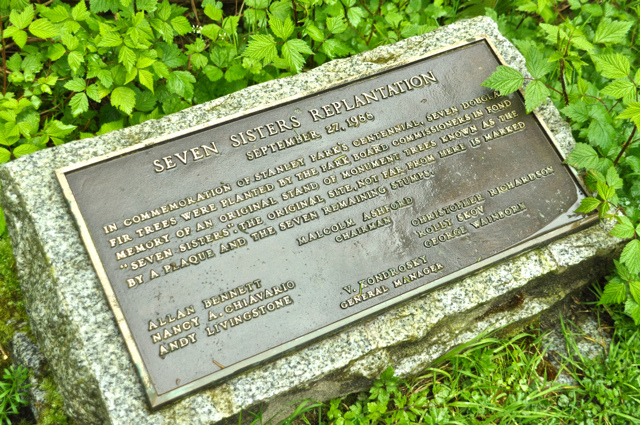 SEVEN SISTERS REPLANTATION
SEPTEMBER 27, 1988
IN COMMEMORATION OF STANLEY PARK'S CENTENNIAL, SEVEN DOUGLAS
FIR TREES WERE PLANTED BY THE PARK BOARD COMMISSIONERS IN FOND
MEMORY OF AN ORIGINAL STAND OF MONUMENT TREES KNOWN AS THE
"SEVEN SISTERS". THE ORIGINAL SITE, NOT FAR FROM HERE IS MARKED
BY A PLAQUE AND THE SEVEN REMAINING STUMPS.
MALCOLM ASHFORD
CHAIRMAN
ALLAN BENNETT CHRISTOPHER RICHARDSON
NANCY A. CHIAVARIO SKOV
ANDY LIVINGSTONE GEORGE WAINBORN
V. KONDROSKY
GENERAL MANAGER